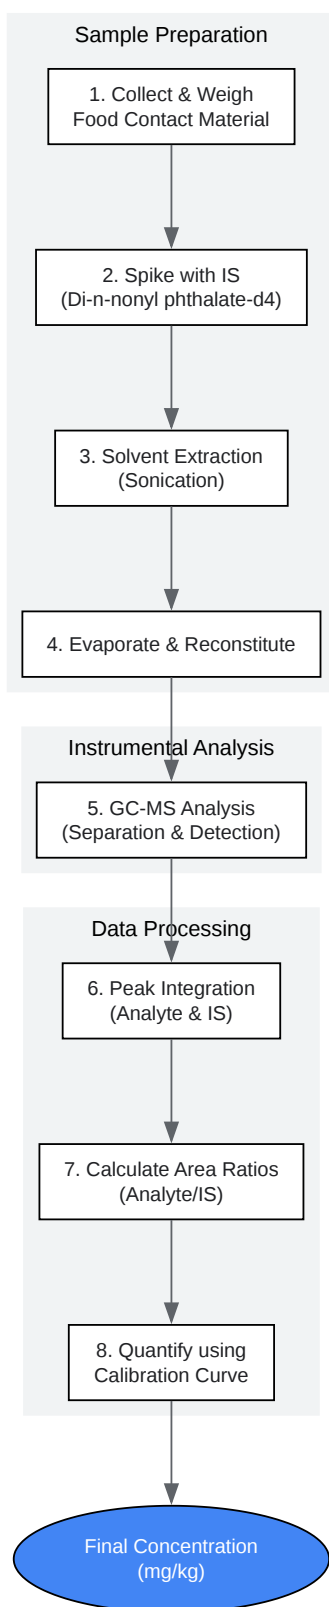 Sample Preparation
1. Collect & Weigh
Food Contact Material
2. Spike with IS
(Di-n-nonyl phthalate-d4)
3. Solvent Extraction
(Sonication)
4. Evaporate & Reconstitute
Instrumental Analysis
5. GC-MS Analysis
(Separation & Detection)
Data Processing
6. Peak Integration
(Analyte & IS)
7. Calculate Area Ratios
(Analyte/IS)
8. Quantify using
Calibration Curve
Final Concentration
(mg/kg)